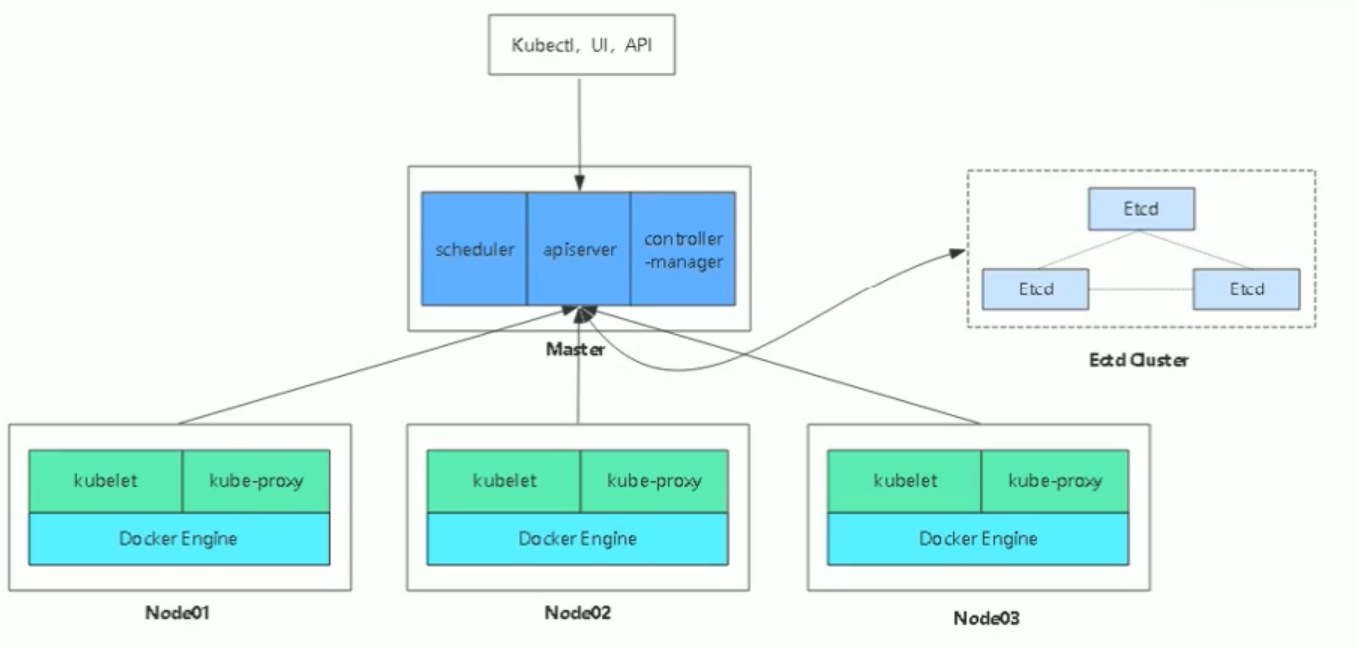 Kubectl, UI, API
scheduler
apiserver
controller
-manager
Master
Etcd
Etcd
Etcd
Ectd Cluster
kubelet
kube-proxy
Docker Engine
Node01
kubelet
kube-proxy
Docker Engine
Node02
kubelet
kube-proxy
Docker Engine
Node03